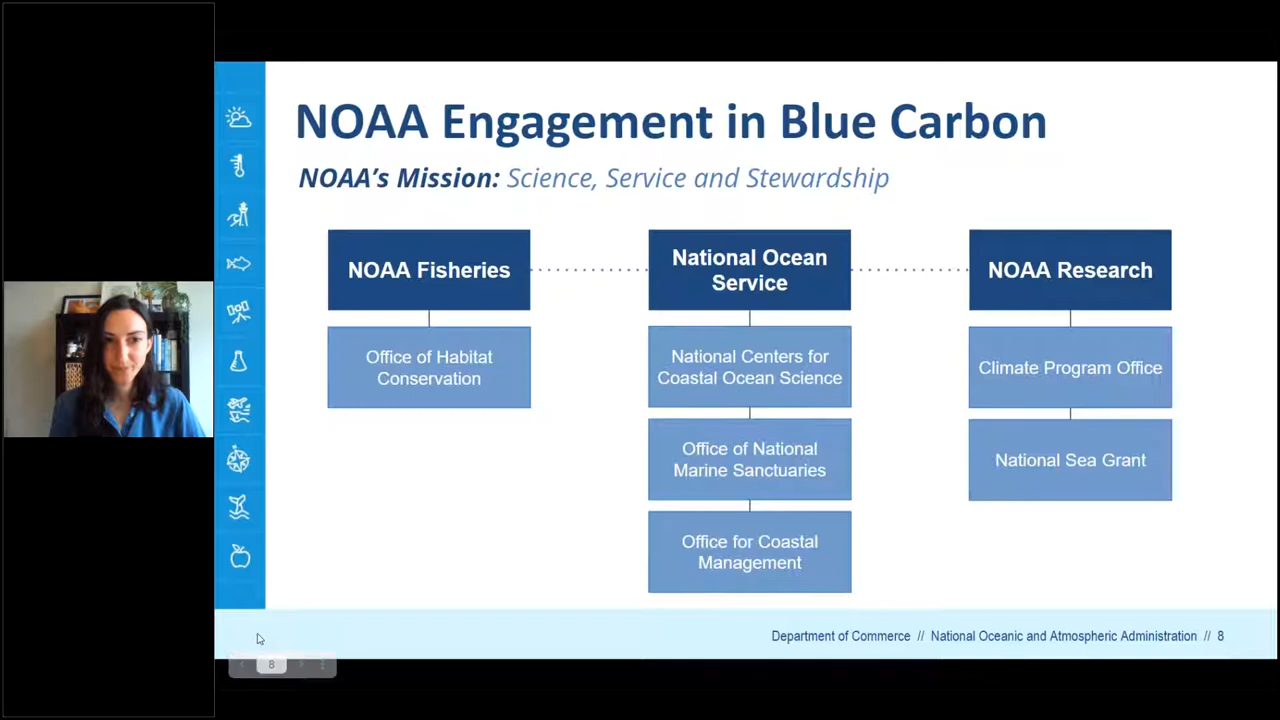 NOAA Engagement in Blue Carbon
NOAA's Mission: Science, Service and Stewardship
NOAA Fisheries
Office of Habitat
Conservation
National Ocean
Service
National Centers for
Coastal Ocean Science
Office of National
Marine Sanctuaries
Office for Coastal
Management
NOAA Research
Climate Program Office
National Sea Grant
Department of Commerce // National Oceanic and Atmospheric Administration // 8
8